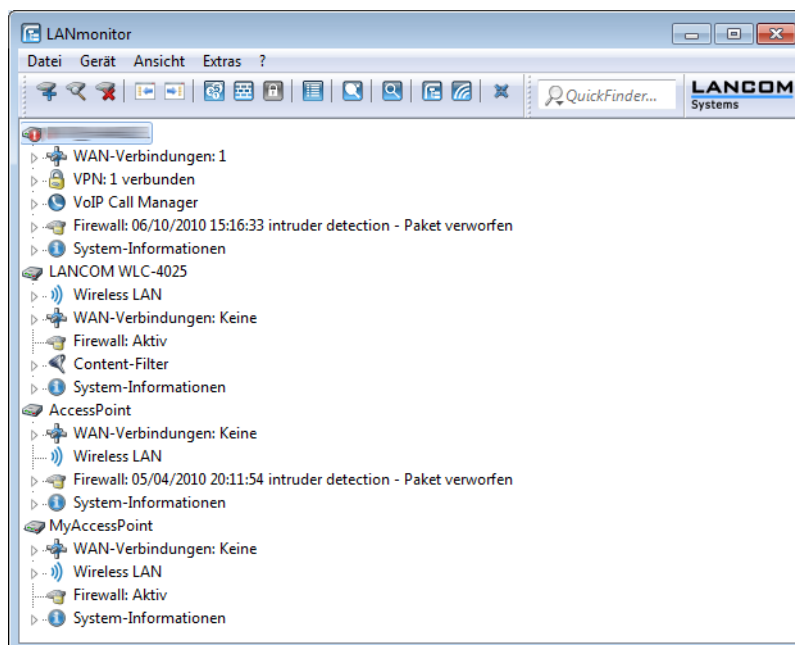 LANmonitor
Datei Gerät Ansicht Extras ?
QuickFinder...
LANCOM
Systems
WAN-Verbindungen: 1
VPN: 1 verbunden
VoIP Call Manager
Firewall: 06/10/2010 15:16:33 intruder detection - Paket verworfen
System-Informationen
LANCOM WLC-4025
Wireless LAN
WAN-Verbindungen: Keine
Firewall: Aktiv
Content-Filter
System-Informationen
AccessPoint
WAN-Verbindungen: Keine
Wireless LAN
Firewall: 05/04/2010 20:11:54 intruder detection - Paket verworfen
System-Informationen
MyAccessPoint
WAN-Verbindungen: Keine
Wireless LAN
Firewall: Aktiv
System-Informationen